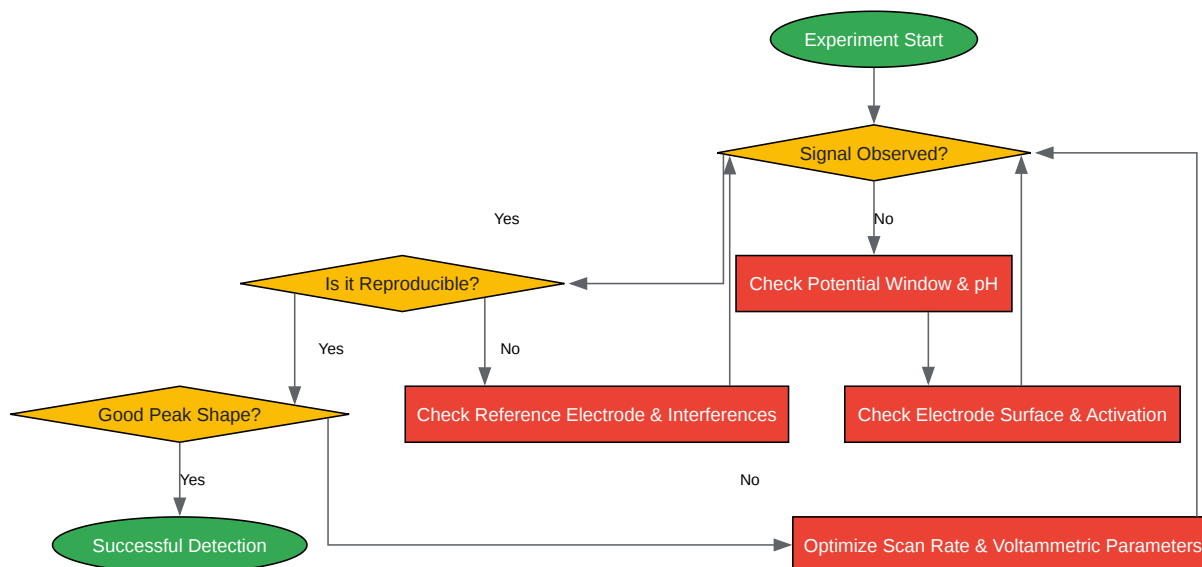 Experiment Start
Signal Observed?
Yes
No
Is it Reproducible?
Check Potential Window & pH
Yes
No
Good Peak Shape?
Check Reference Electrode & Interferences
Check Electrode Surface & Activation
Yes
No
Successful Detection
Optimize Scan Rate & Voltammetric Parameters